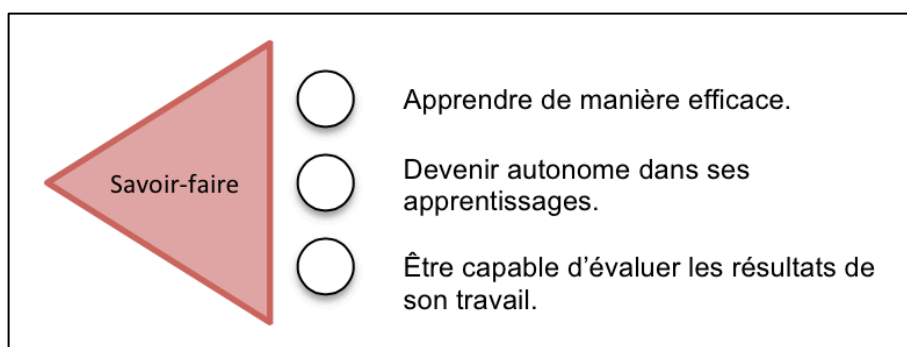 Savoir-faire
Apprendre de manière efficace.
Devenir autonome dans ses
apprentissages.
Être capable d’évaluer les résultats de
son travail.